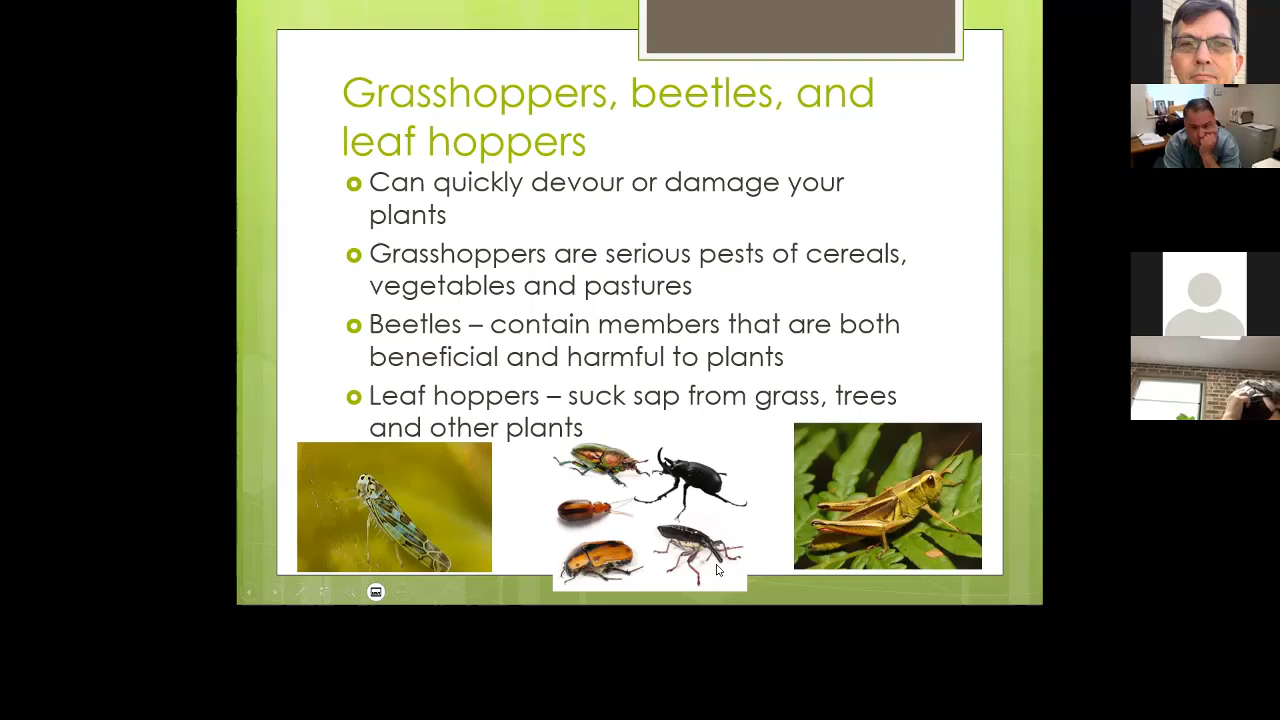 Grasshoppers, beetles, and
leaf hoppers
Can quickly devour or damage your
plants
Grasshoppers are serious pests of cereals,
vegetables and pastures
Beetles – contain members that are both
beneficial and harmful to plants
Leaf hoppers – suck sap from grass, trees
and other plants